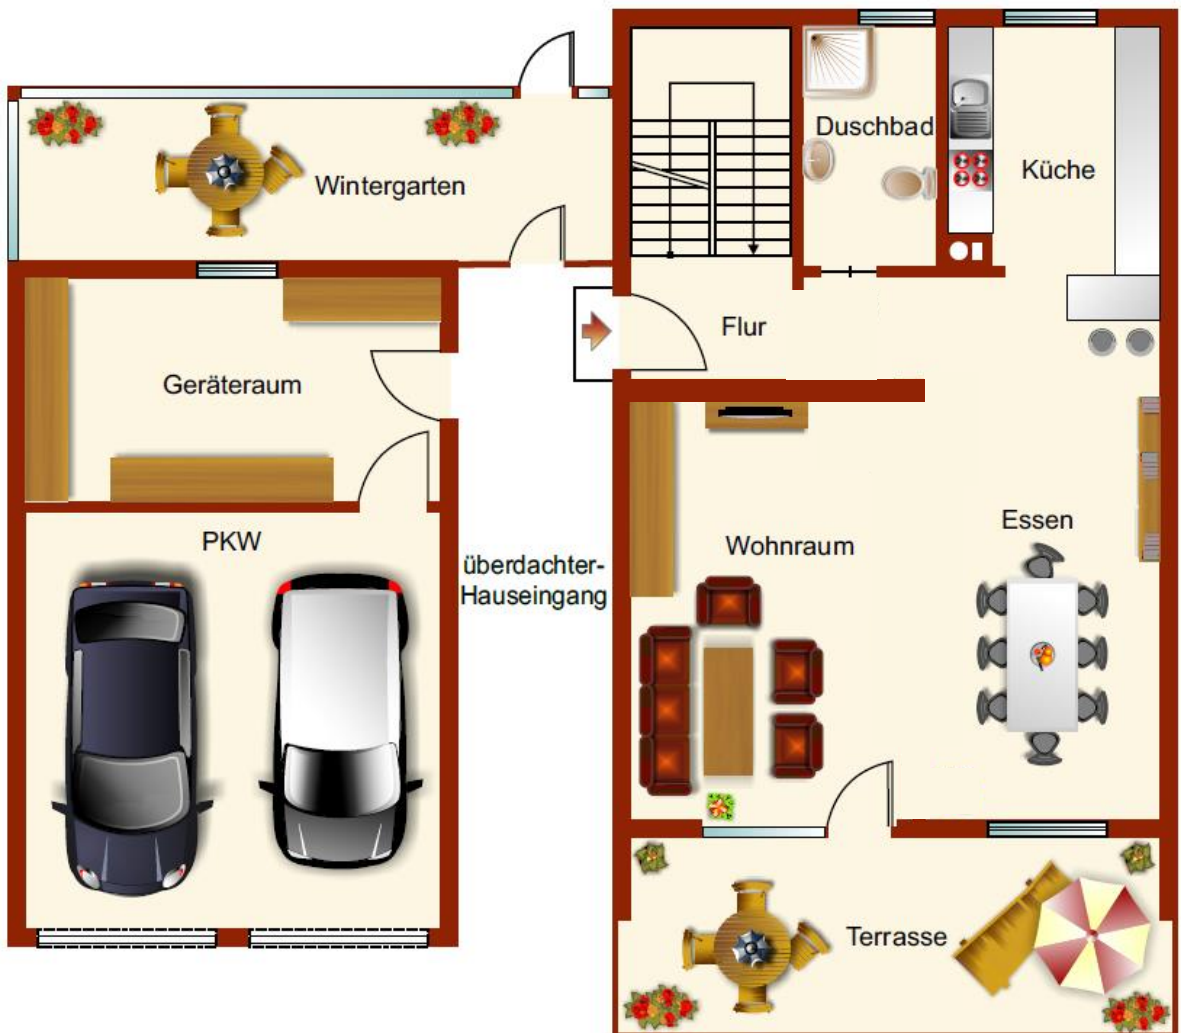 Duschbad
Küche
Wintergarten
Flur
Geräteraum
Essen
PKW
Wohnraum
überdachter-
Hauseingang
Terrasse